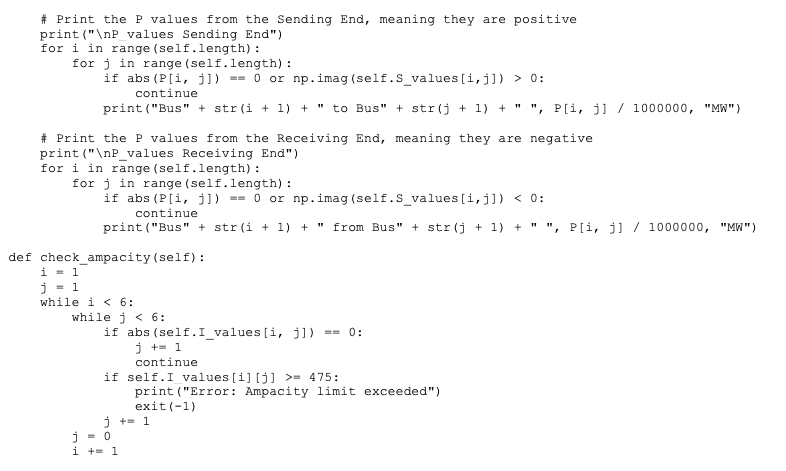 # Print the P values from the Sending End, meaning they are positive
    print("\nP_values Sending End")
    for i in range(self.length):
        for j in range(self.length):
            if abs(P[i, j]) == 0 or np.imag(self.S_values[i,j]) > 0:
                continue
            print("Bus" + str(i + 1) + " to Bus" + str(j + 1) + " ", P[i, j] / 1000000, "MW")

    # Print the P values from the Receiving End, meaning they are negative
    print("\nP_values Receiving End")
    for i in range(self.length):
        for j in range(self.length):
            if abs(P[i, j]) == 0 or np.imag(self.S_values[i,j]) < 0:
                continue
            print("Bus" + str(i + 1) + " from Bus" + str(j + 1) + " ", P[i, j] / 1000000, "MW")

def check_ampacity(self):
    i = 1
    j = 1
    while i < 6:
        while j < 6:
            if abs(self.I_values[i, j]) == 0:
                j += 1
                continue
            if self.I_values[i][j] >= 475:
                print("Error: Ampacity limit exceeded")
                exit(-1)
            j += 1
        j = 0
        i += 1